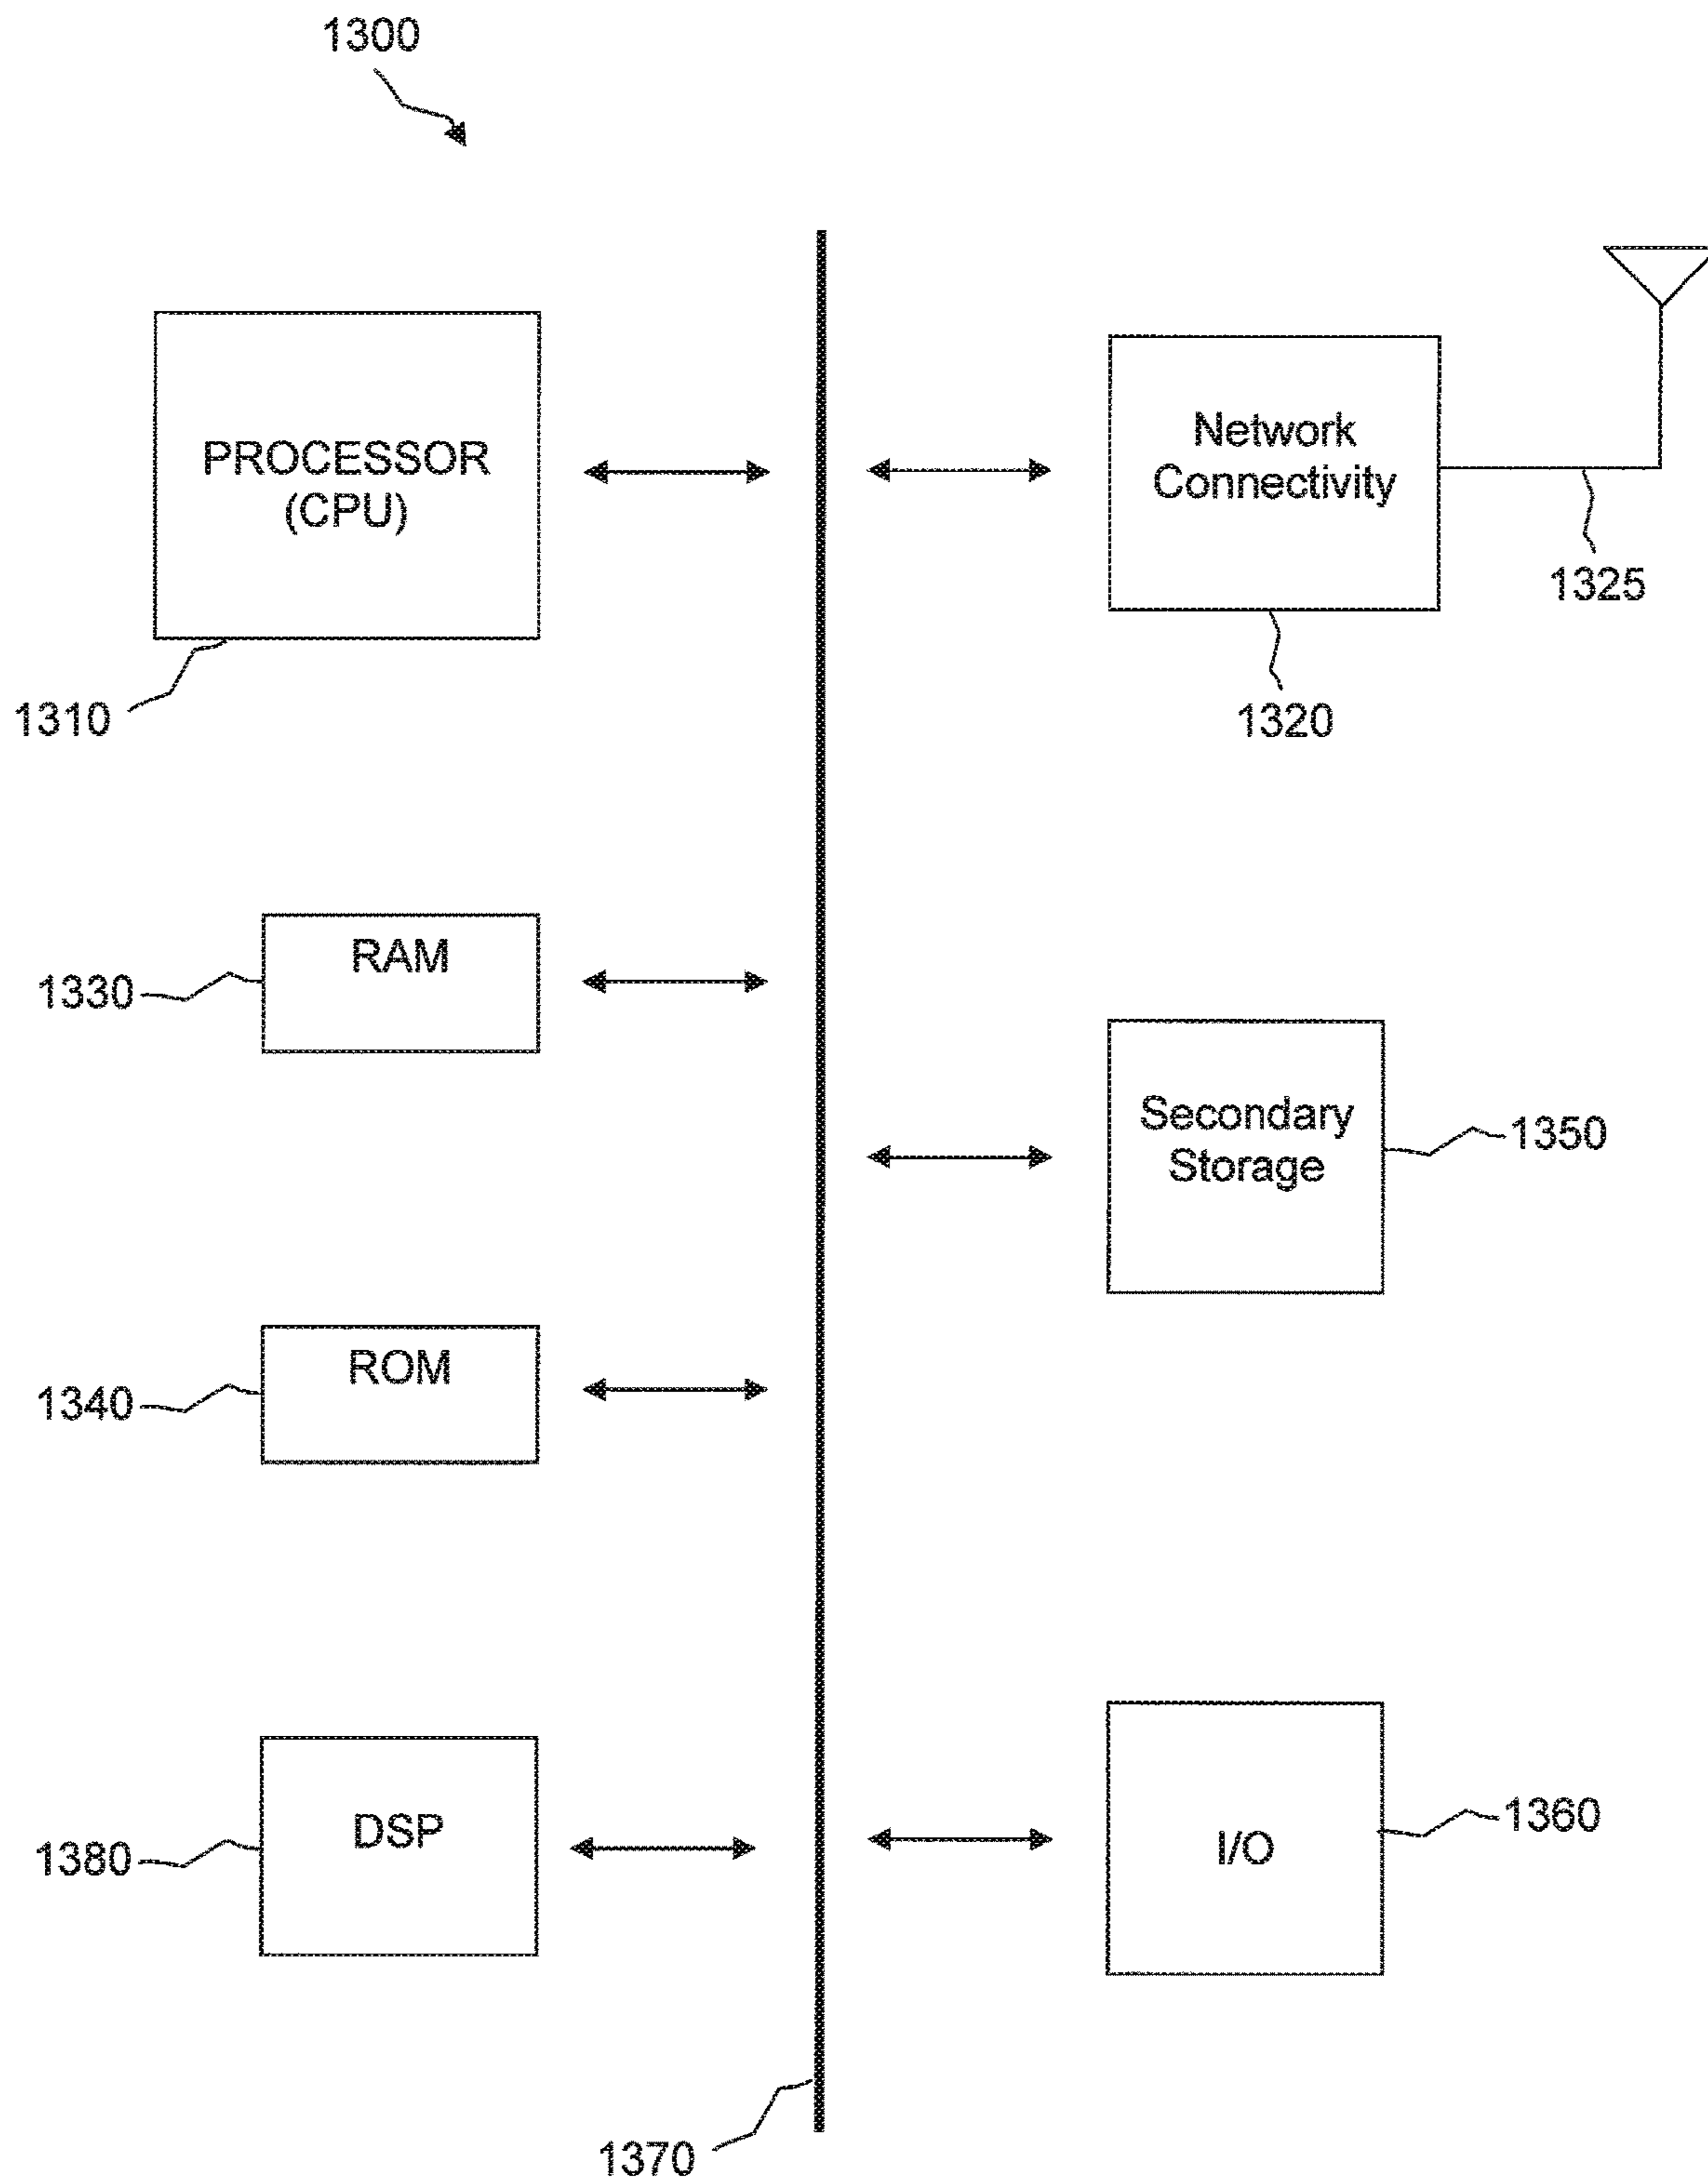 1300
PROCESSOR
(CPU)
1310
Network
Connectivity
1325
1320
RAM
1330
Secondary
Storage
1350
ROM
1340
DSP
1380
I/O
1360
1370